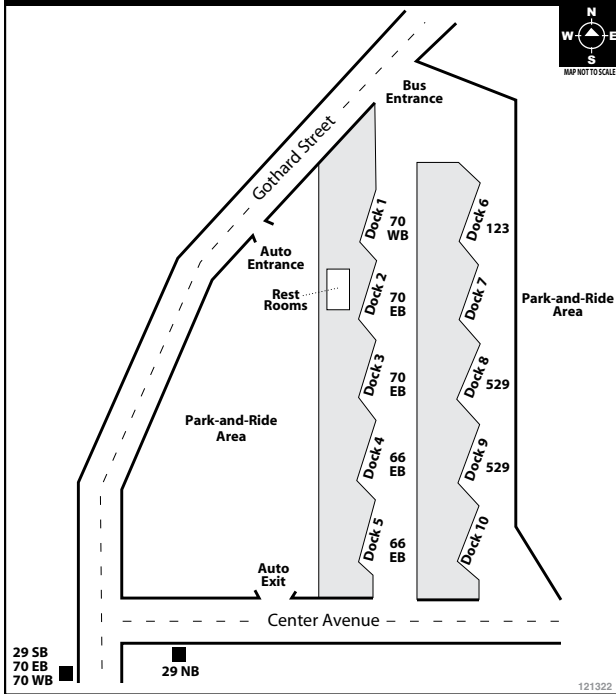 N
W E
S
MAP NOT TO SCALE
Bus
Entrance
Gothard Street
Auto
Entrance
Rest
Rooms
Dock 1
70
WB
Dock 6
123
Dock 2
70
EB
Dock 7
Park-and-Ride
Area
Dock 3
70
EB
Dock 8
529
Park-and-Ride
Area
Dock 4
66
EB
Dock 9
529
Dock 5
66
EB
Dock 10
Auto
Exit
Center Avenue
29 SB
70 EB
70 WB
29 NB
121322